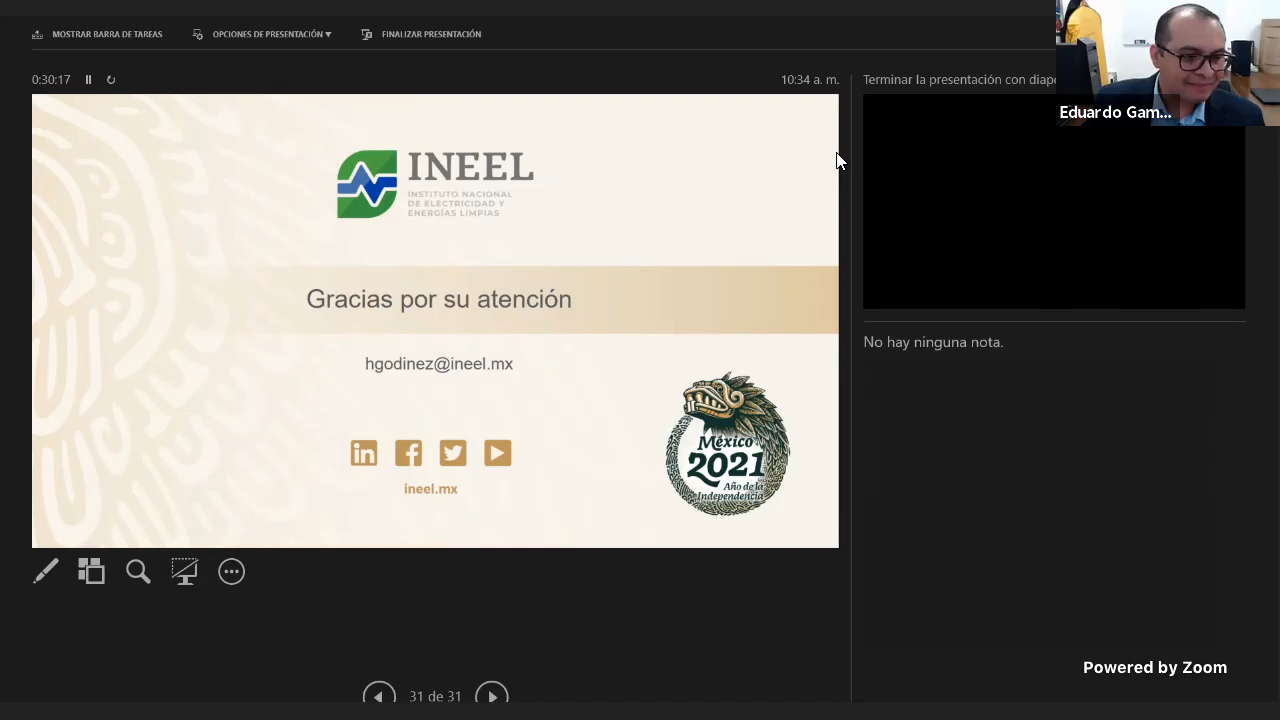 MOSTRAR BARRA DE TAREAS
OPCIONES DE PRESENTACIÓN ▾
FINALIZAR PRESENTACIÓN
0:30:17
10:34 a. m.
Terminar la presentación con diapo
Eduardo Gam...
INEEL
INSTITUTO NACIONAL
DE ELECTRICIDAD Y
ENERGÍAS LIMPIAS
Gracias por su atención
hgodinez@ineel.mx
ineel.mx
México
2021
Año de la
Independencia
No hay ninguna nota.
31 de 31
Powered by Zoom